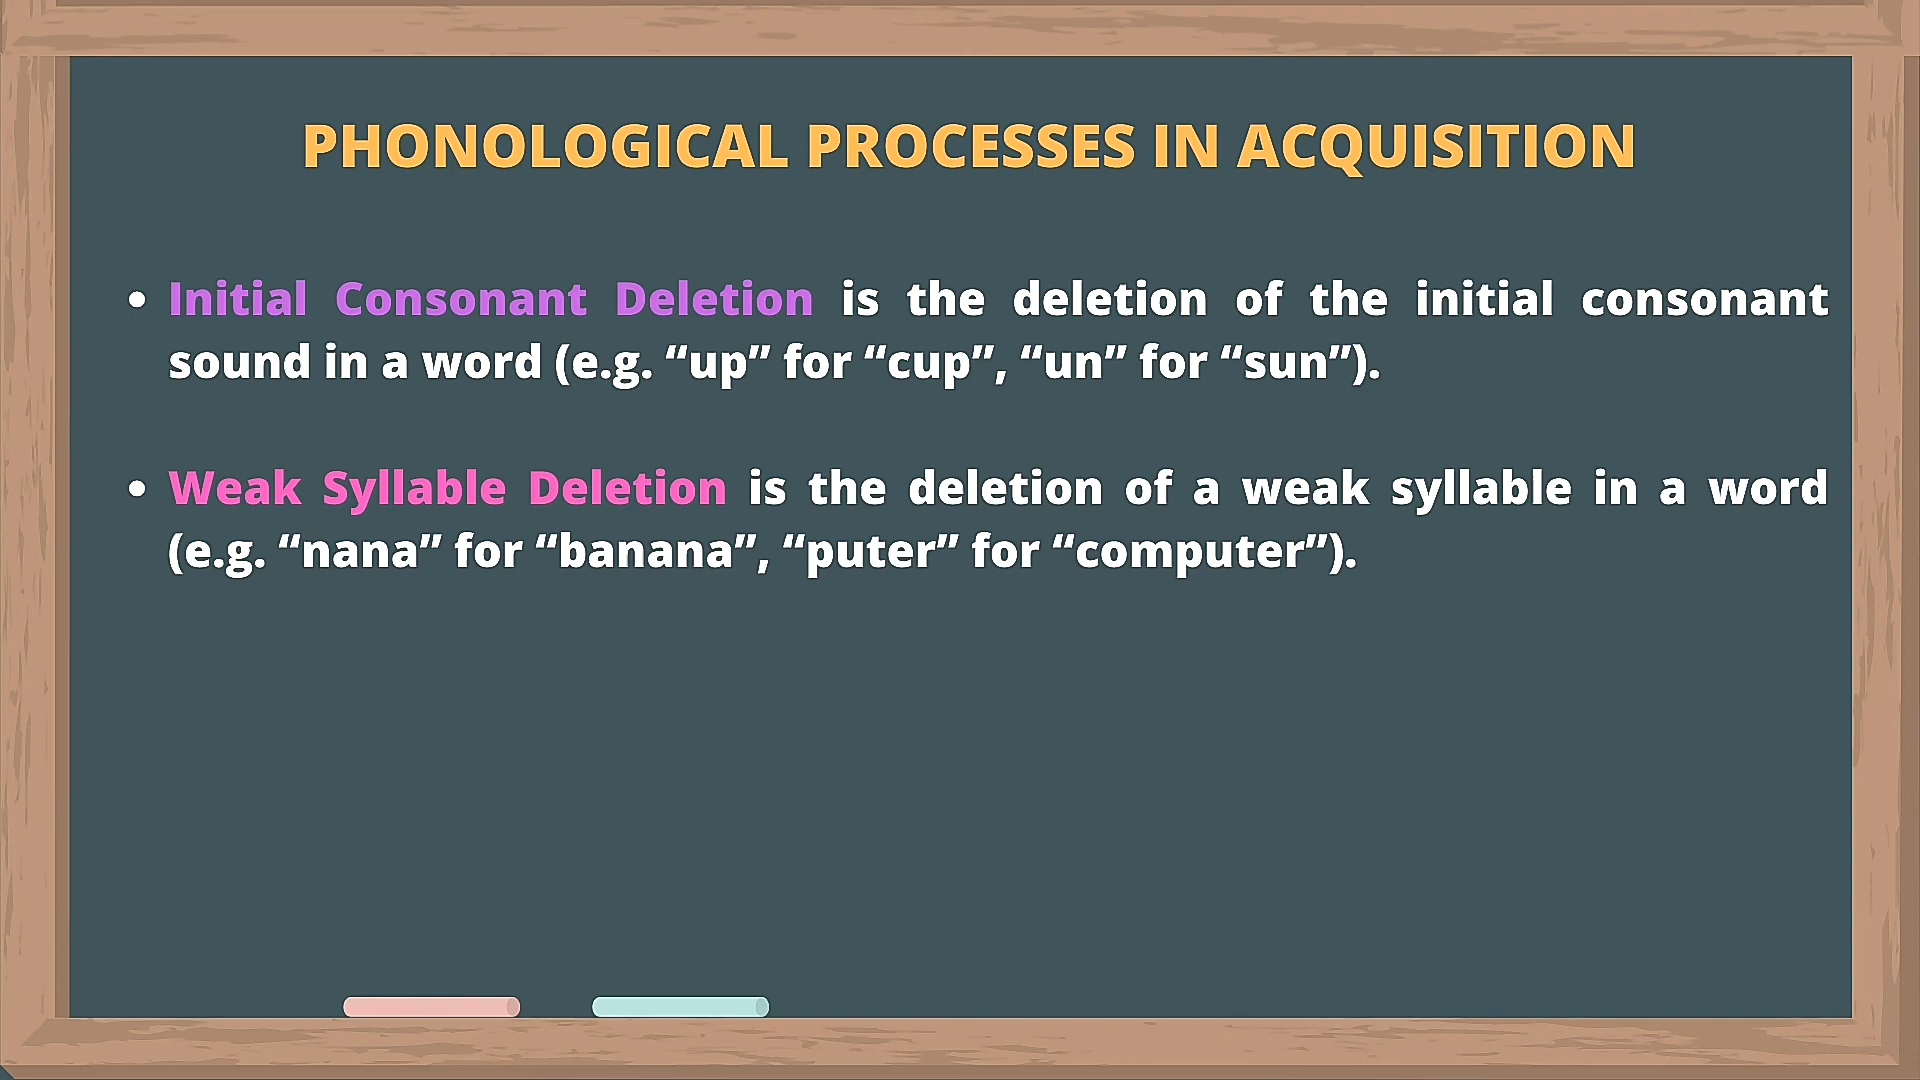 PHONOLOGICAL PROCESSES IN ACQUISITION
• Initial Consonant Deletion is the deletion of the initial consonant
sound in a word (e.g. “up” for “cup”, “un” for “sun”).
• Weak Syllable Deletion is the deletion of a weak syllable in a word
(e.g. “nana” for “banana”, “puter” for “computer”).